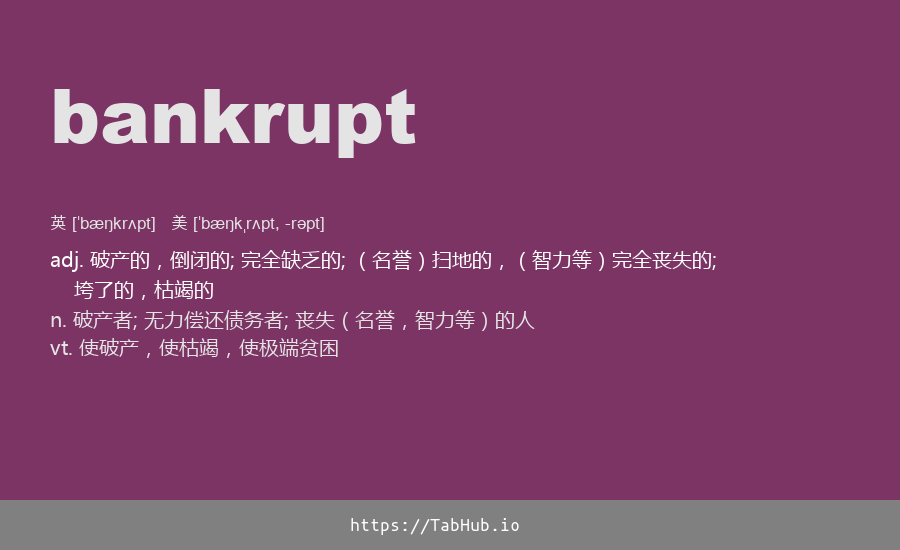 bankrupt
英 [ˈbæŋkrʌpt] 美 [ˈbæŋkˌrʌpt, -rəpt]
adj. 破产的，倒闭的; 完全缺乏的; （名誉）扫地的，（智力等）完全丧失的;
垮了的，枯竭的
n. 破产者; 无力偿还债务者; 丧失（名誉，智力等）的人
vt. 使破产，使枯竭，使极端贫困
https://TabHub.io